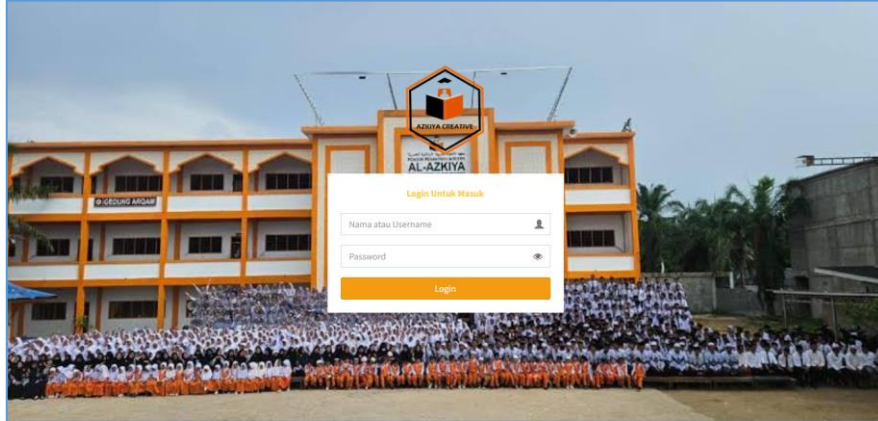 AZKIYA CREATIVE
AL-AZKIYA
GEDUNG ARQAM
Login Untuk Masuk
Nama atau Username
Password
Login